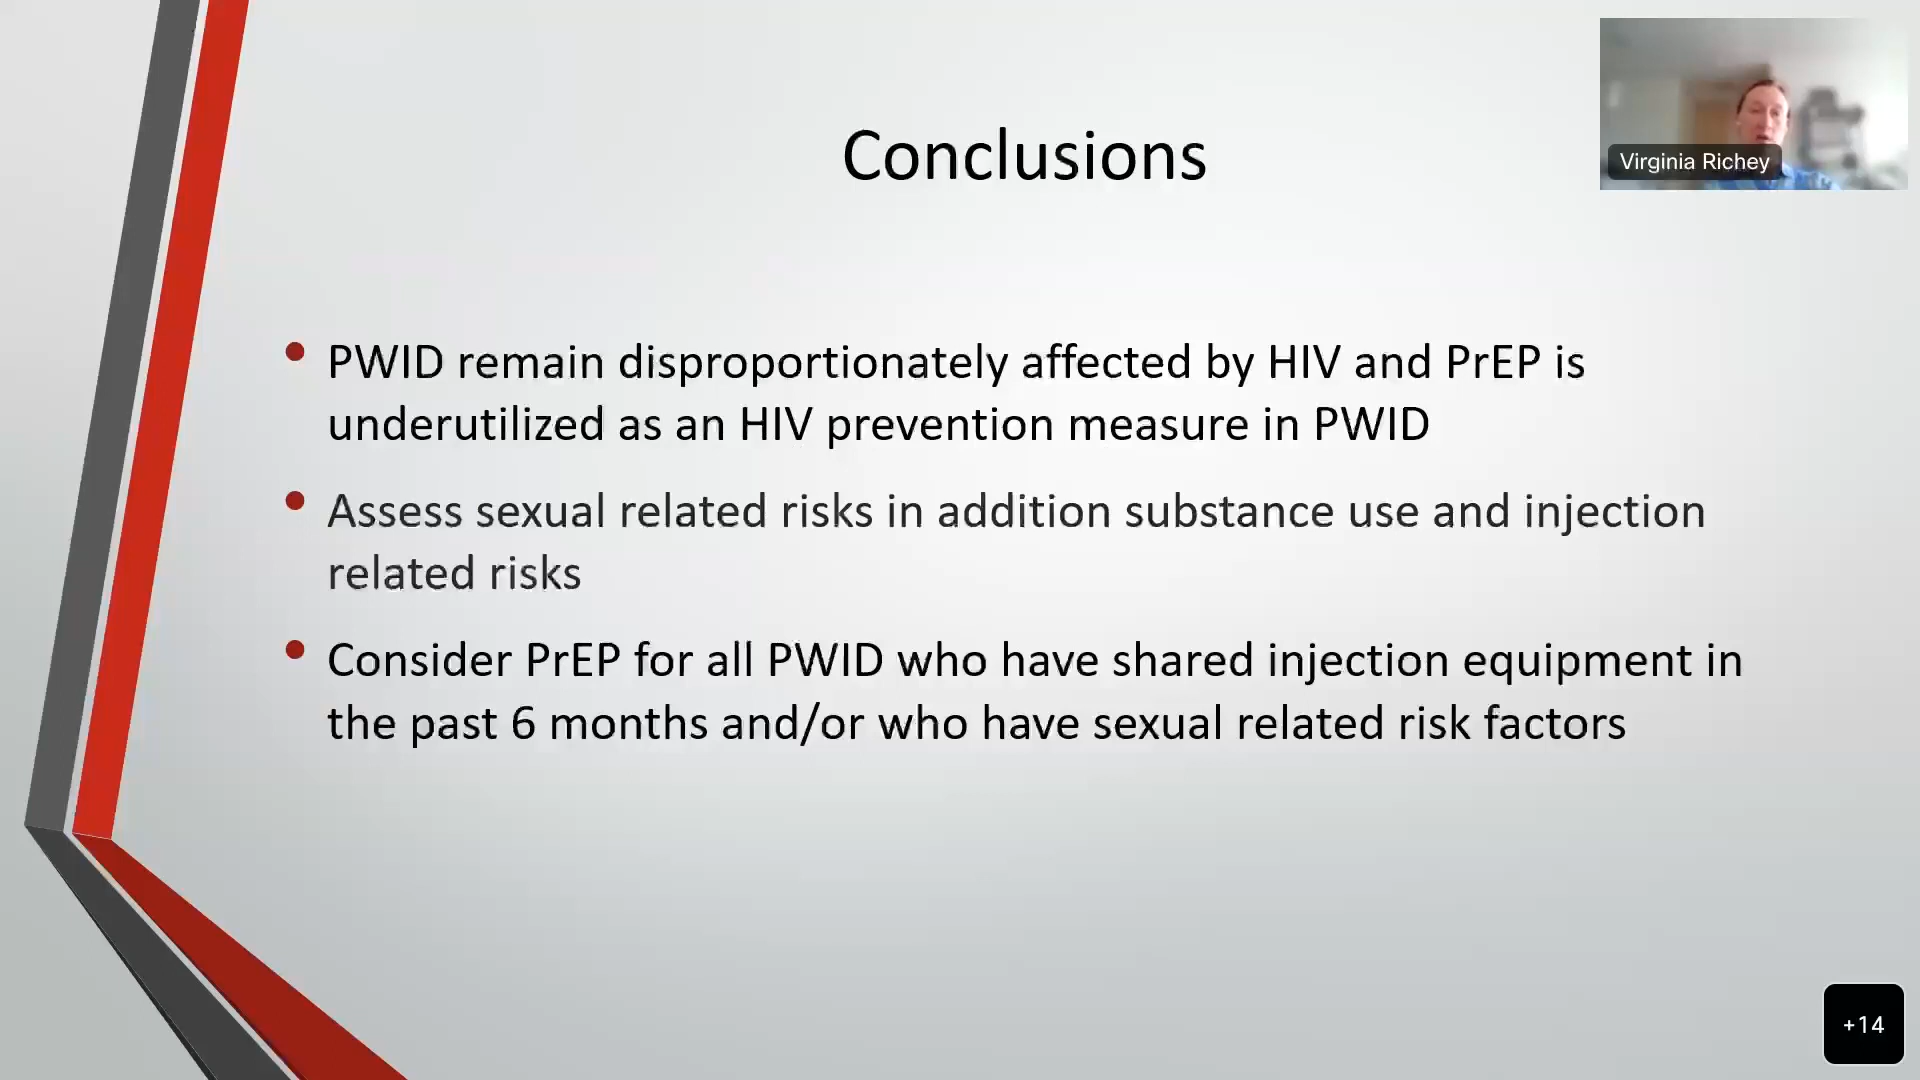 Conclusions
Virginia Richey
• PWID remain disproportionately affected by HIV and PrEP is
underutilized as an HIV prevention measure in PWID
• Assess sexual related risks in addition substance use and injection
related risks
• Consider PrEP for all PWID who have shared injection equipment in
the past 6 months and/or who have sexual related risk factors
+14